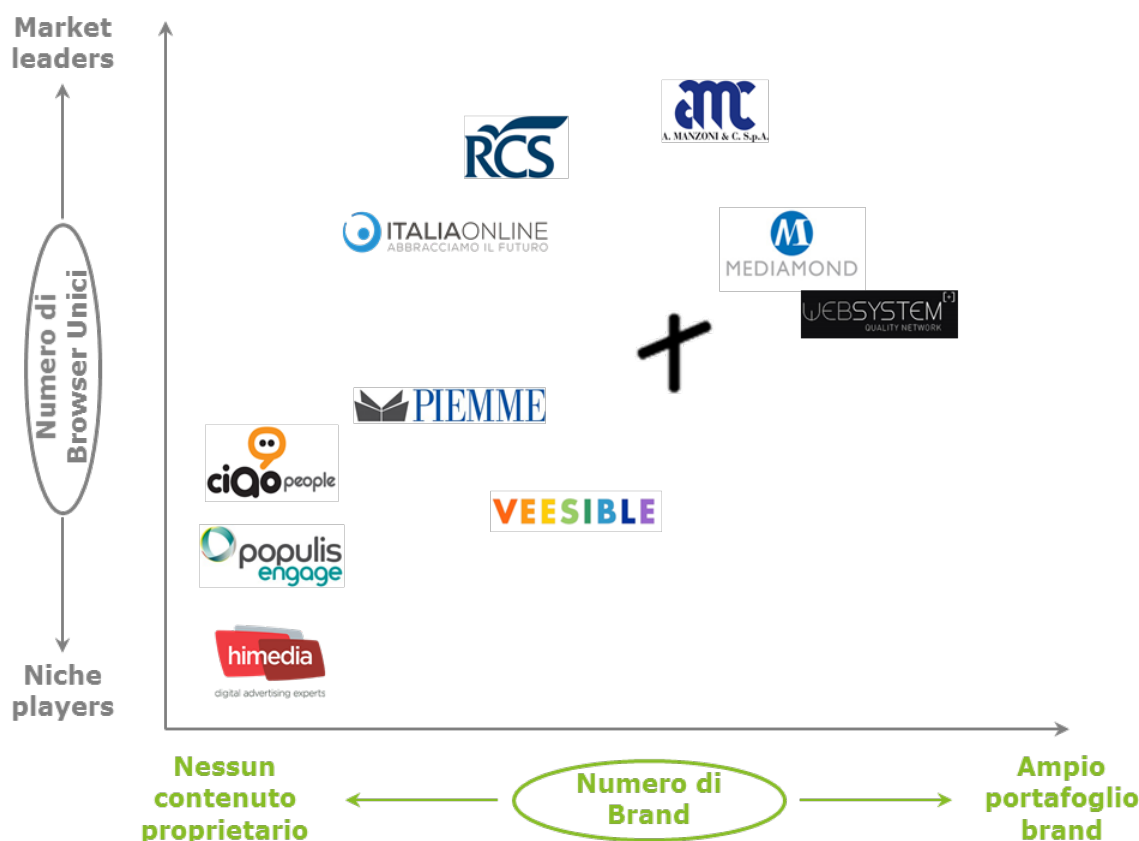 Market
leaders
aMC
A. MANZONI & C. S.p.A.
RCS
ITALIAONLINE
ABBRACCIAMO IL FUTURO
M
MEDIAMOND
WEBSYSTEM[+]
QUALITY NETWORK
Numero di
Browser Unici
PIEMME
ciao people
VEESIBLE
populis
engage
himedia
digital advertising experts
Niche
players
Nessun
contenuto
proprietario
Numero di
Brand
Ampio
portafoglio
brand